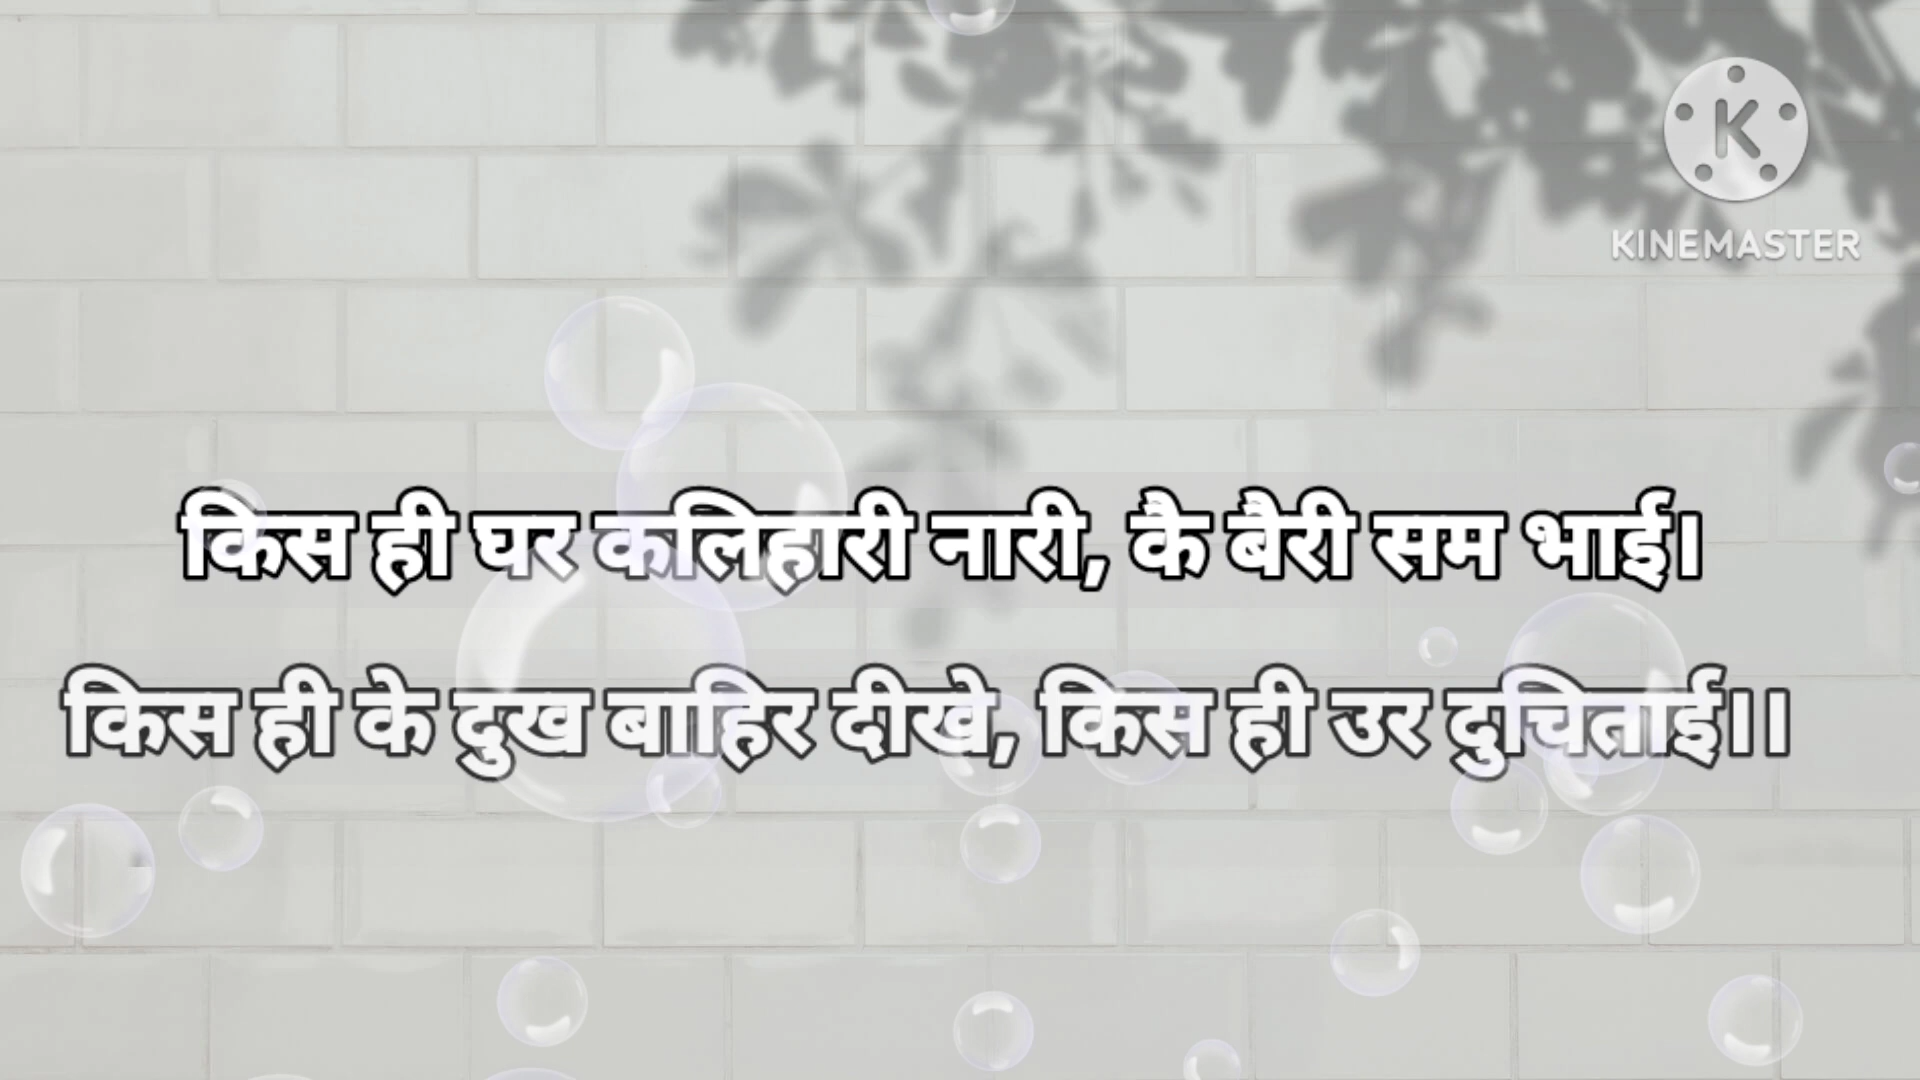 KINEMASTER
किस ही घर कलिहारी नारी, कै बैरी सम भाई।
किस ही के दुख बाहिर दीखे, किस ही उर दुचिताई।।